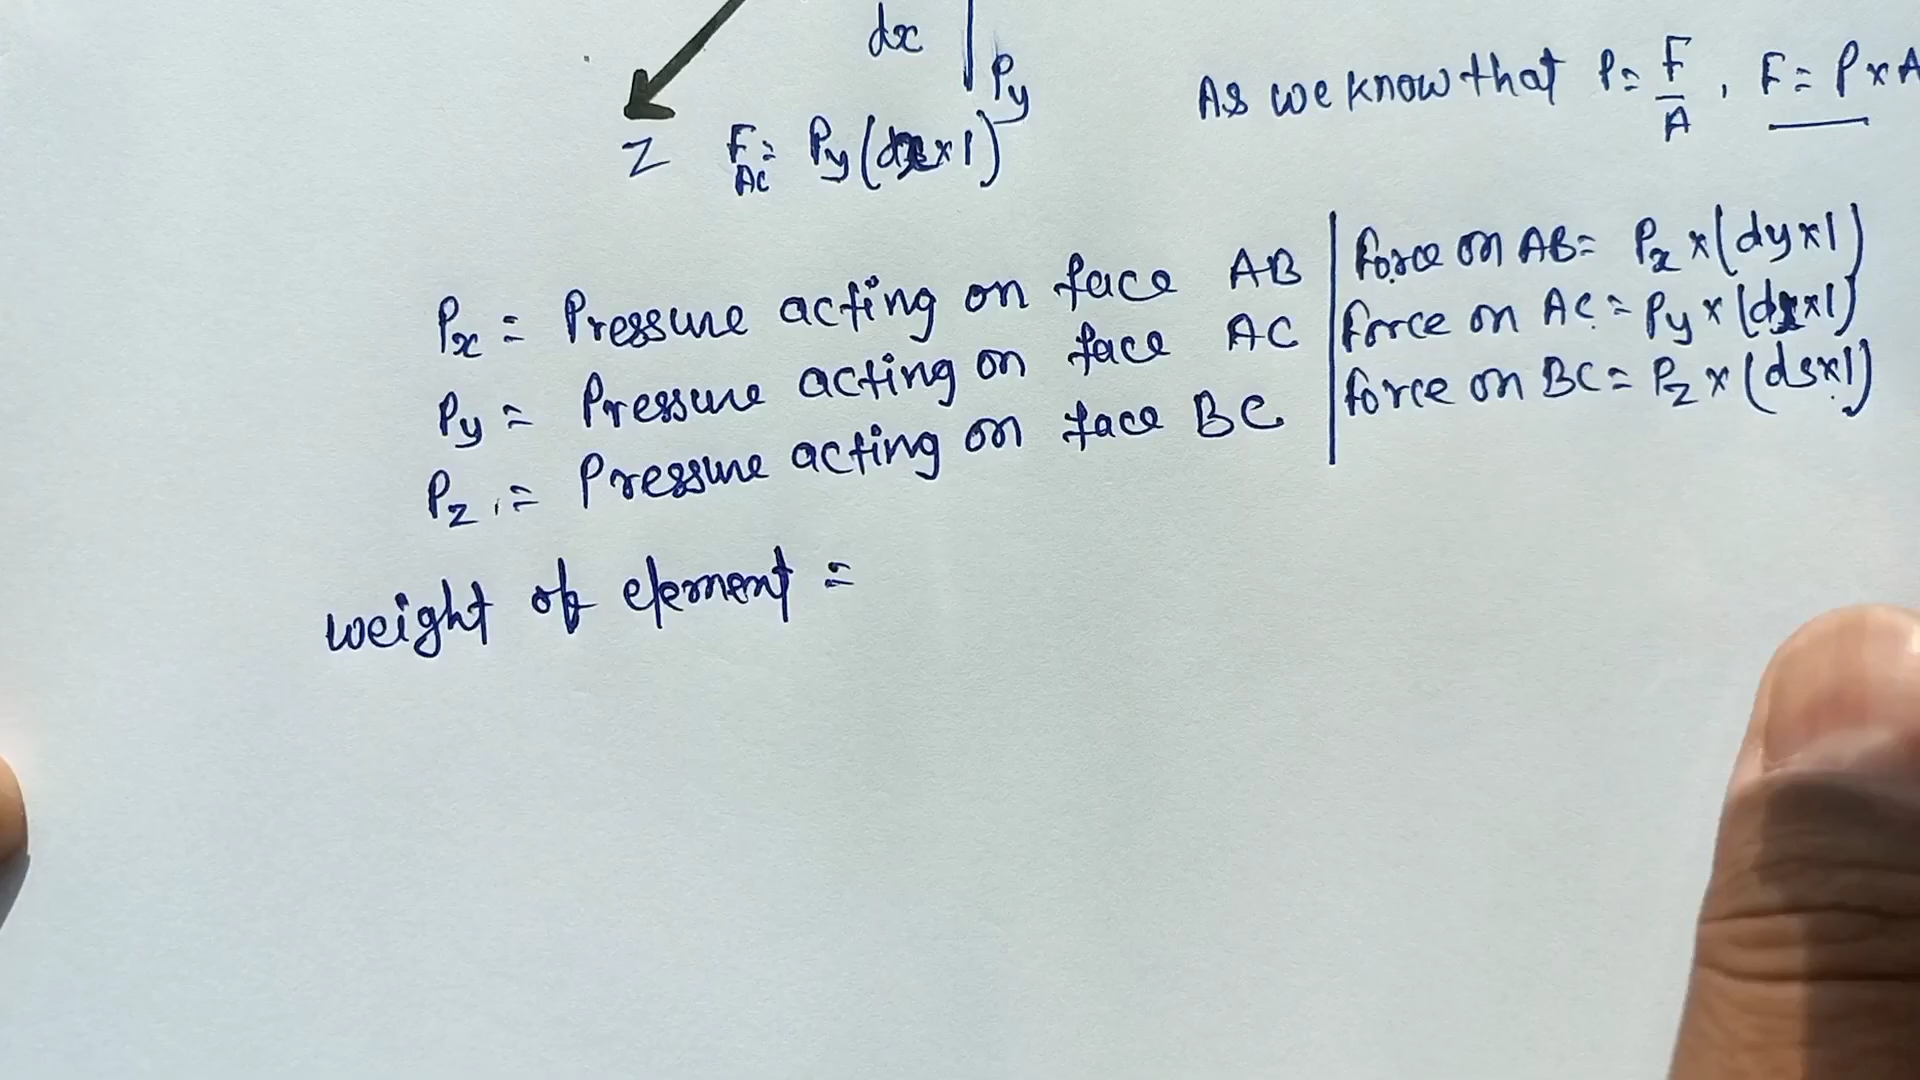 dx
Py
As we know that P = F/A , F = P x A
Z
F AC = Py (dx x 1)
Px = Pressure acting on face AB | Force on AB = Px x (dy x 1)
Py = Pressure acting on face AC | Force on AC = Py x (dx x 1)
Pz = Pressure acting on face BC | Force on BC = Pz x (ds x 1)
weight of element =